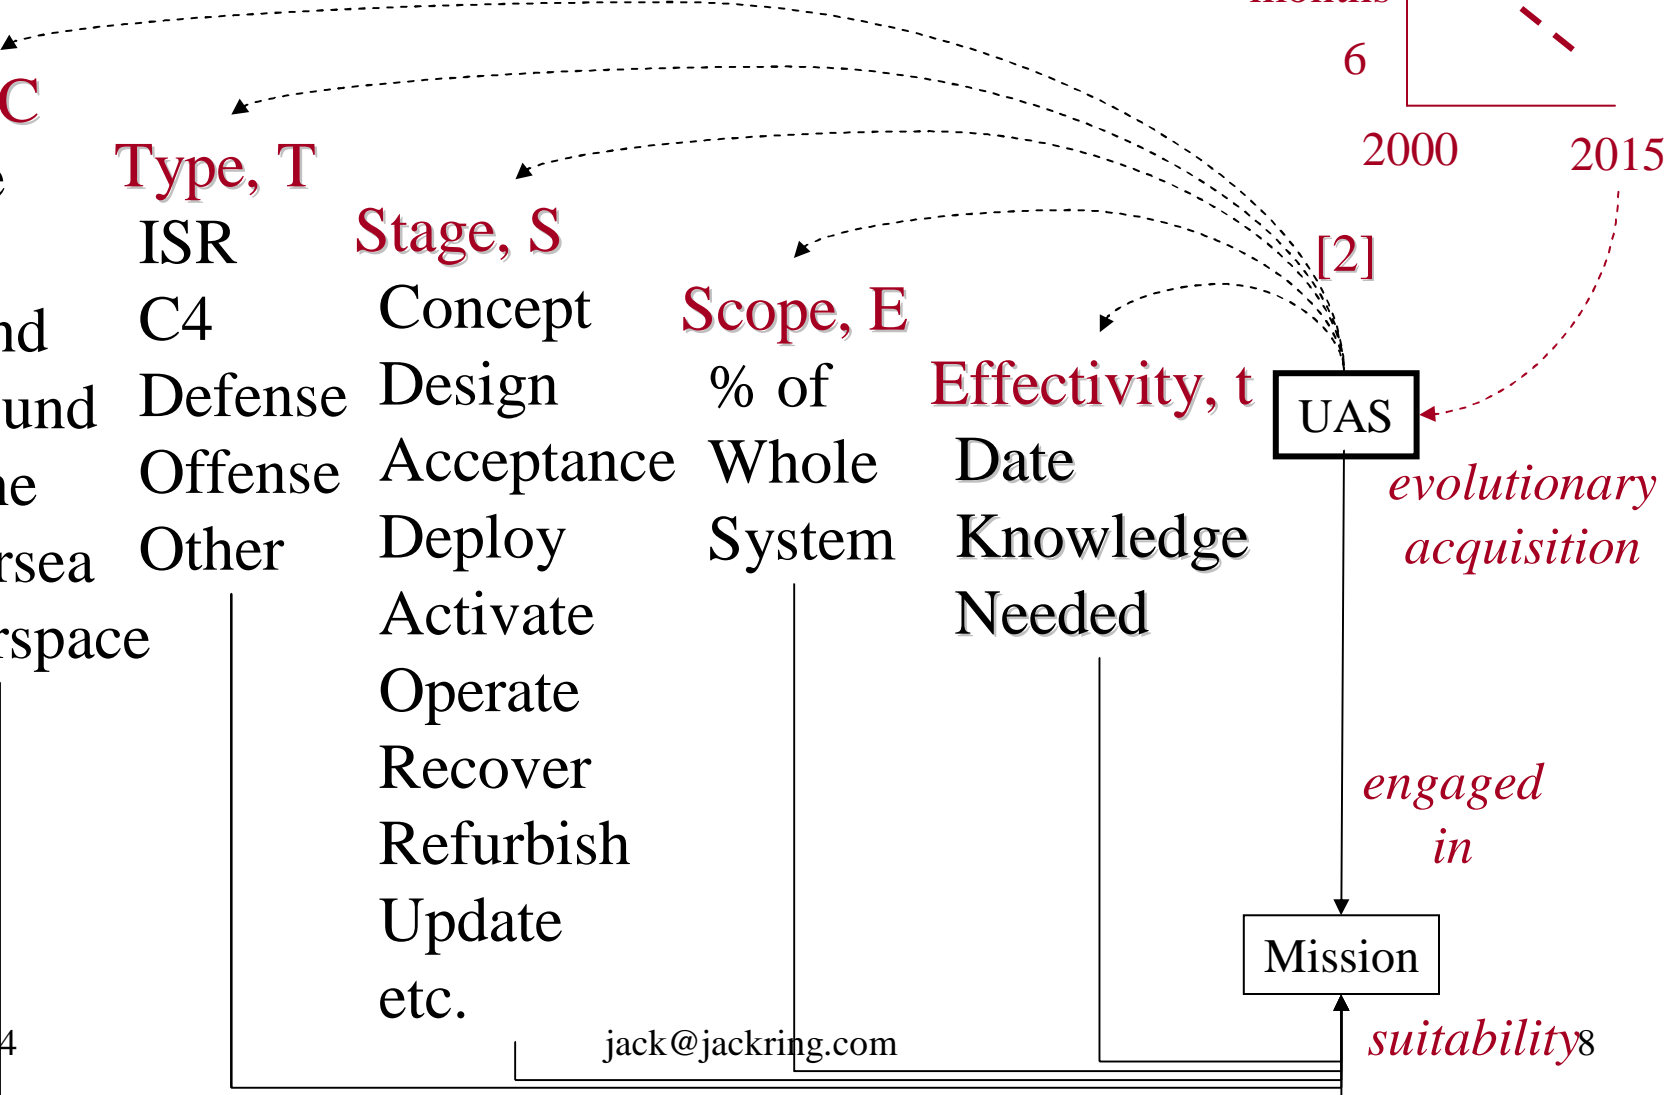 months
6
2000
2015
[2]
C
Type, T
ISR
C4
Defense
Offense
Other
Stage, S
Concept
Design
Acceptance
Deploy
Activate
Operate
Recover
Refurbish
Update
etc.
Scope, E
% of
Whole
System
Effectivity, t
Date
Knowledge
Needed
UAS
evolutionary
acquisition
engaged
in
Mission
suitability
4
jack@jackring.com
8